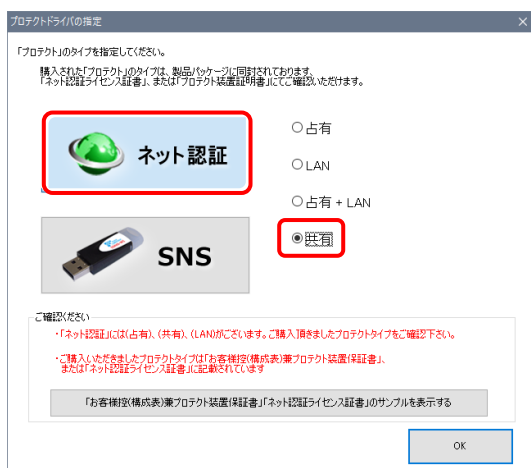 プロテクトドライバの指定
「プロテクト」のタイプを指定してください。
購入された「プロテクト」のタイプは、製品パッケージに同封されております、
「ネット認証ライセンス証書」、または「プロテクト装置証明書」にてご確認いただけます。
ネット認証
SNS
占有
LAN
占有 + LAN
共有
ご確認ください
・「ネット認証」には(占有)、(共有)、(LAN)がございます。ご購入頂きましたプロテクトタイプをご確認下さい。
・ご購入いただきましたプロテクトタイプは「お客様控(構成表)兼プロテクト装置保証書」、
または「ネット認証ライセンス証書」に記載されています
「お客様控(構成表)兼プロテクト装置保証書」「ネット認証ライセンス証書」のサンプルを表示する
OK